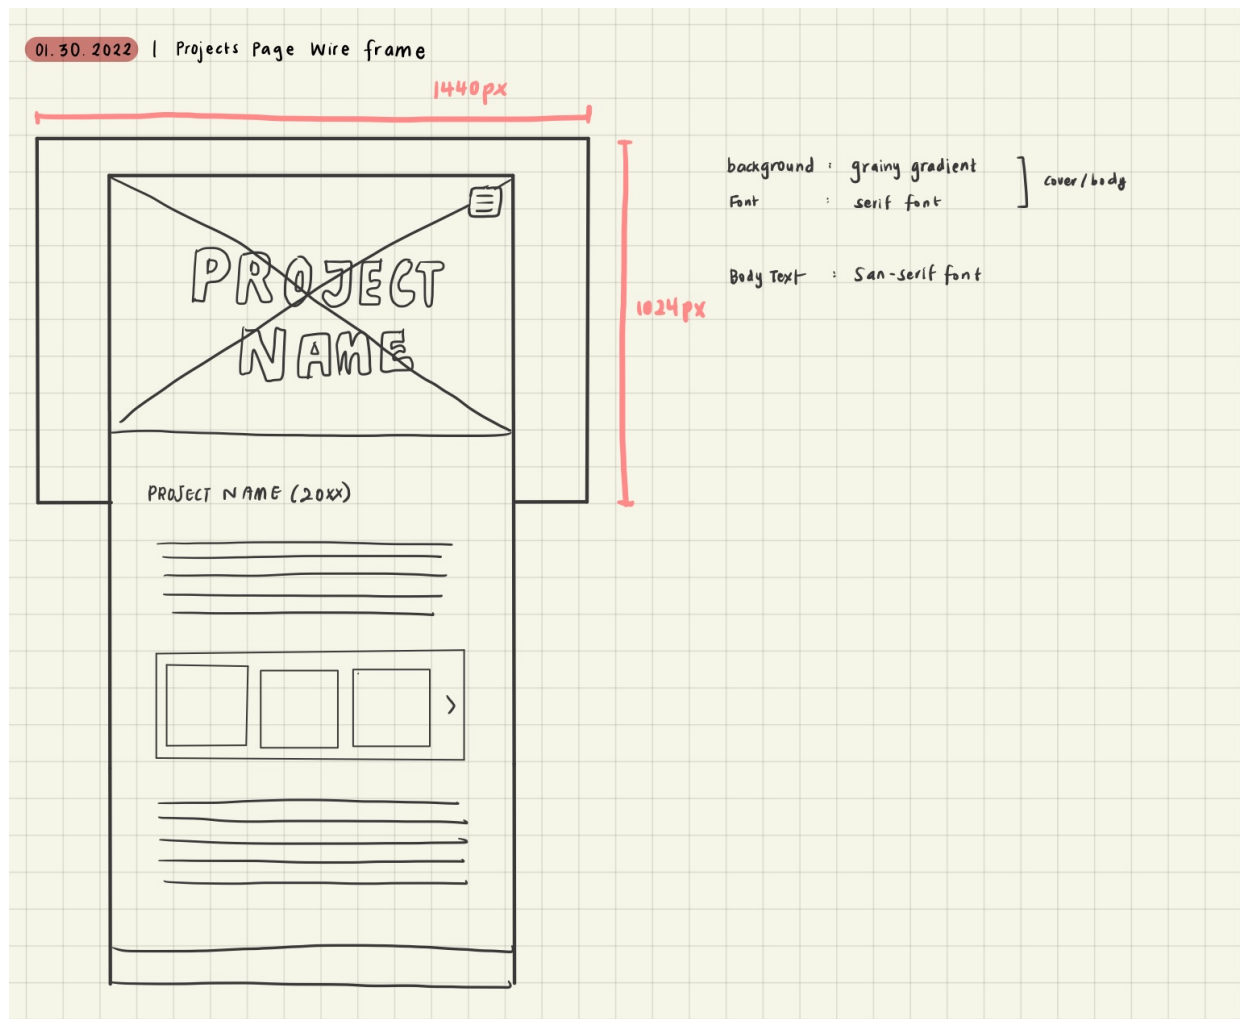 01.30.2022 | Projects Page Wire frame
1440px
background : grainy gradient
cover/body
Font : serif font
Body Text : San-serif font
1024px
PROJECT
NAME
PROJECT NAME (20XX)